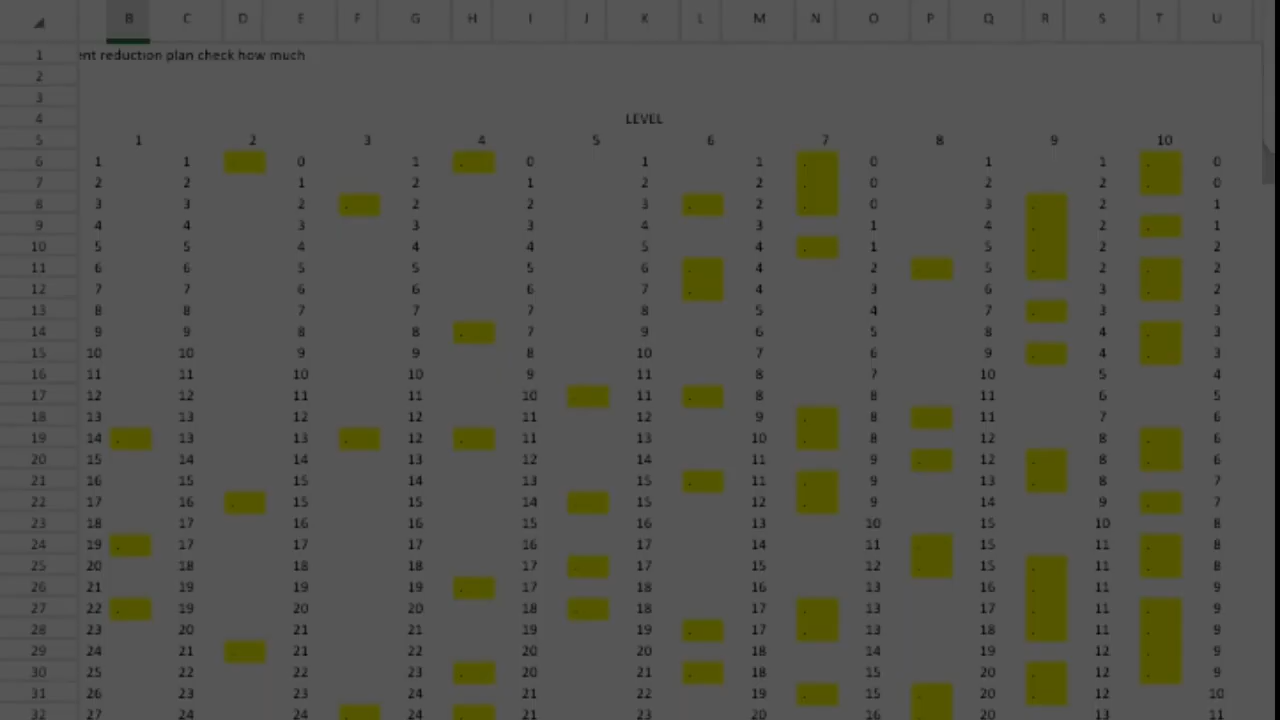 B C D E F G H I J K L M N O P Q R S T U
1 ent reduction plan check how much
2
3
4 LEVEL
5 1 2 3 4 5 6 7 8 9 10
6 1 1 0 1 0 1 1 0 1 1 0
7 2 2 1 2 1 2 2 0 2 2 0
8 3 3 2 2 2 3 2 0 3 2 1
9 4 4 3 3 3 4 3 1 4 2 1
10 5 5 4 4 4 5 4 1 5 2 2
11 6 6 5 5 5 6 4 2 5 2 2
12 7 7 6 6 6 7 4 3 6 3 2
13 8 8 7 7 7 8 5 4 7 3 3
14 9 9 8 8 7 9 6 5 8 4 3
15 10 10 9 9 8 10 7 6 9 4 3
16 11 11 10 10 9 11 8 7 10 5 4
17 12 12 11 11 10 11 8 8 11 6 5
18 13 13 12 12 11 12 9 8 11 7 6
19 14 13 13 12 11 13 10 8 12 8 6
20 15 14 14 13 12 14 11 9 12 8 6
21 16 15 15 14 13 15 11 9 13 8 7
22 17 16 15 15 14 15 12 9 14 9 7
23 18 17 16 16 15 16 13 10 15 10 8
24 19 17 17 17 16 17 14 11 15 11 8
25 20 18 18 18 17 17 15 12 15 11 8
26 21 19 19 19 17 18 16 13 16 11 9
27 22 19 20 20 18 18 17 13 17 11 9
28 23 20 21 21 19 19 17 13 18 11 9
29 24 21 21 22 20 20 18 14 19 12 9
30 25 22 22 23 20 21 18 15 20 12 9
31 26 23 23 24 21 22 19 15 20 12 10
32 27 24 24 24 21 23 20 16 20 13 11